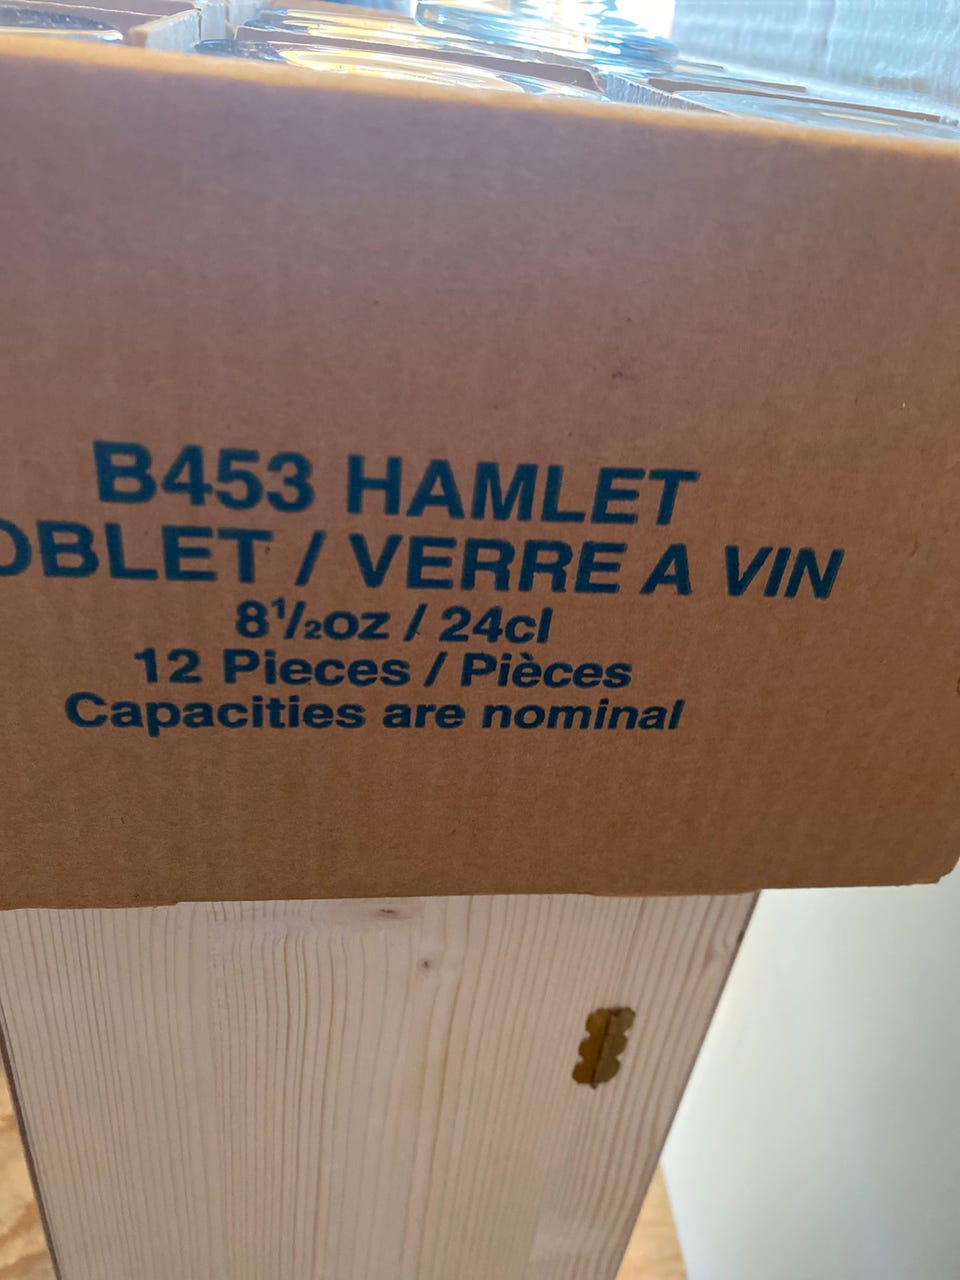 B453 HAMLET
OBLET / VERRE A VIN
8½oz / 24cl
12 Pieces / Pièces
Capacities are nominal